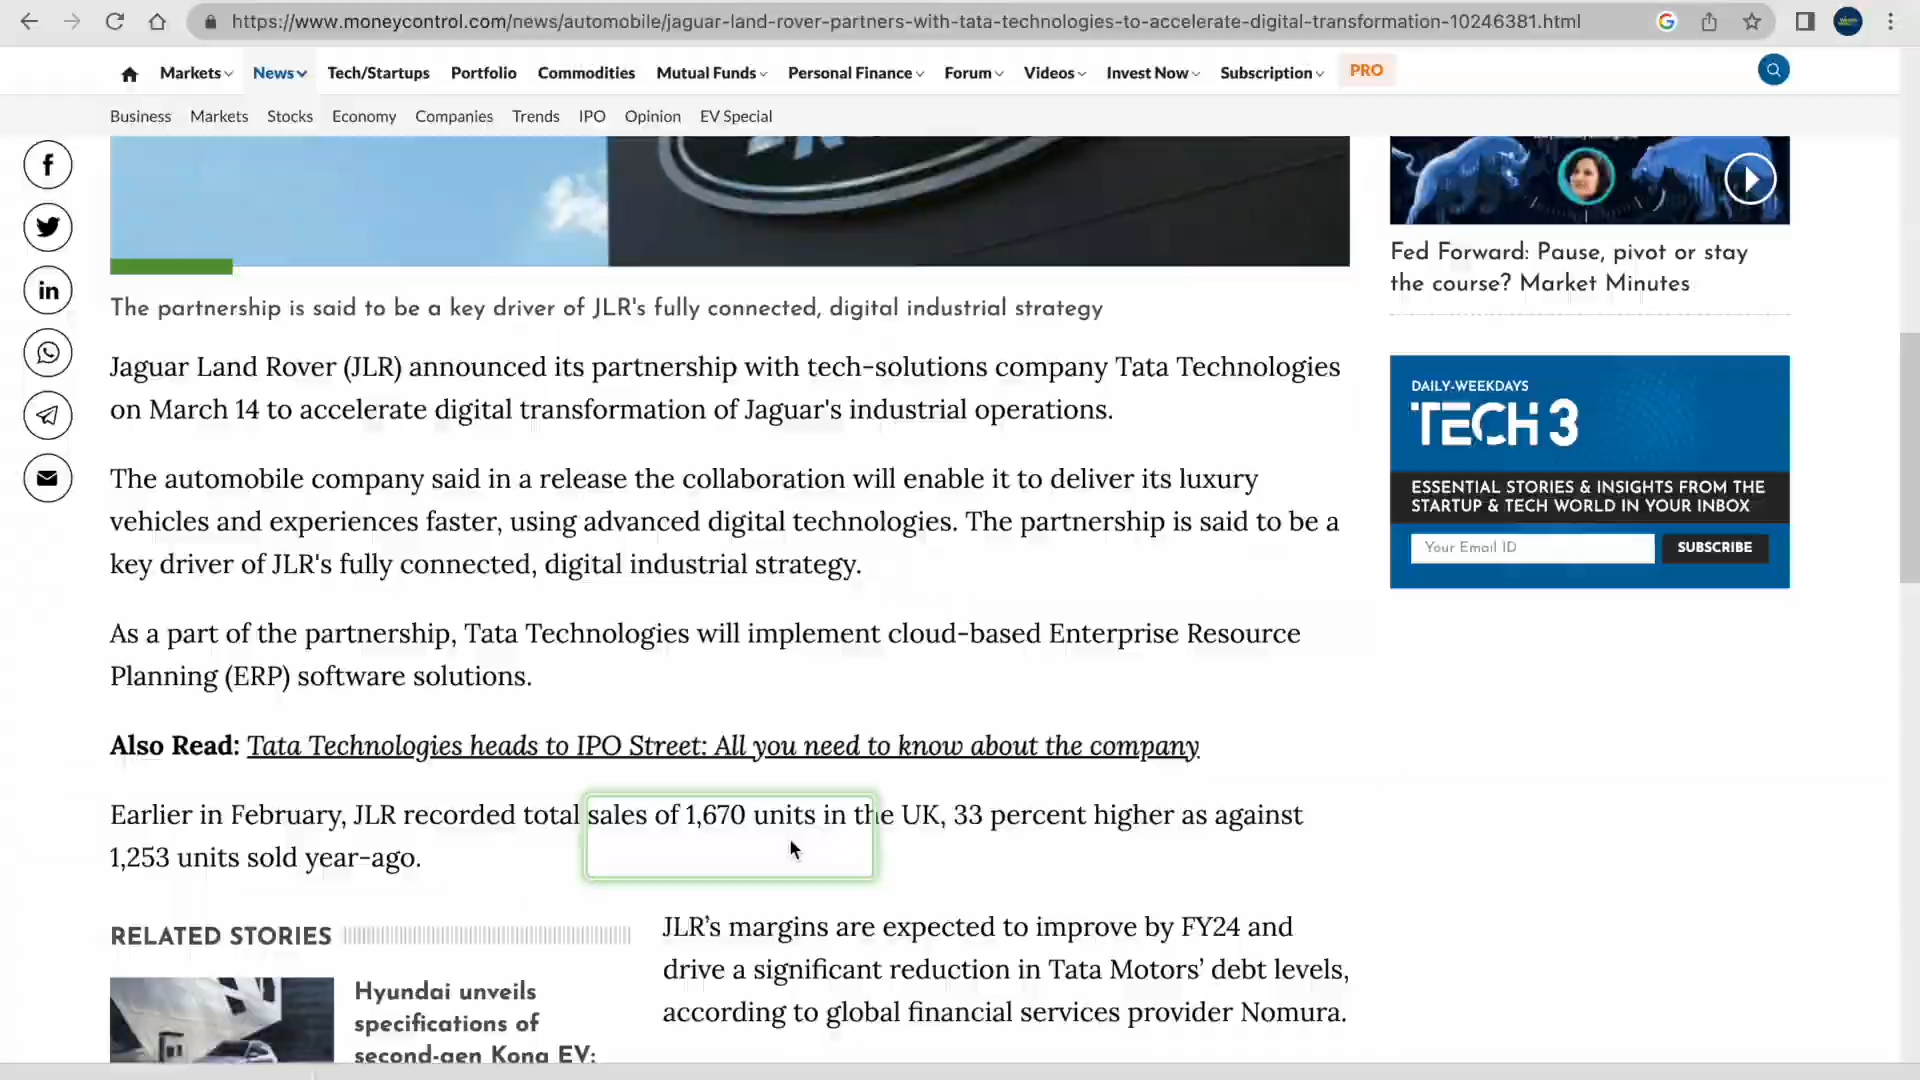 https://www.moneycontrol.com/news/automobile/jaguar-land-rover-partners-with-tata-technologies-to-accelerate-digital-transformation-10246381.html
Markets News Tech/Startups Portfolio Commodities Mutual Funds Personal Finance Forum Videos Invest Now Subscription PRO
Business Markets Stocks Economy Companies Trends IPO Opinion EV Special
The partnership is said to be a key driver of JLR's fully connected, digital industrial strategy
Jaguar Land Rover (JLR) announced its partnership with tech-solutions company Tata Technologies
on March 14 to accelerate digital transformation of Jaguar's industrial operations.
The automobile company said in a release the collaboration will enable it to deliver its luxury
vehicles and experiences faster, using advanced digital technologies. The partnership is said to be a
key driver of JLR's fully connected, digital industrial strategy.
As a part of the partnership, Tata Technologies will implement cloud-based Enterprise Resource
Planning (ERP) software solutions.
Also Read: Tata Technologies heads to IPO Street: All you need to know about the company
Earlier in February, JLR recorded total sales of 1,670 units in the UK, 33 percent higher as against
1,253 units sold year-ago.
RELATED STORIES
Hyundai unveils
specifications of
second-gen Kona EV:
JLR’s margins are expected to improve by FY24 and
drive a significant reduction in Tata Motors’ debt levels,
according to global financial services provider Nomura.
Fed Forward: Pause, pivot or stay
the course? Market Minutes
DAILY-WEEKDAYS
TECH 3
ESSENTIAL STORIES & INSIGHTS FROM THE
STARTUP & TECH WORLD IN YOUR INBOX
Your Email ID SUBSCRIBE